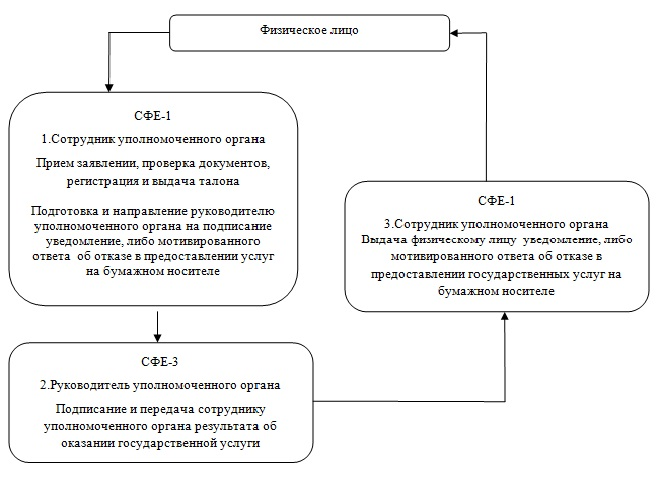 Физическое лицо
СФЕ-1
1.Сотрудник уполномоченного органа
Прием заявлении, проверка документов,
регистрация и выдача талона
Подготовка и направление руководителю
уполномоченного органа на подписание
уведомление, либо мотивированного
ответа об отказе в предоставлении услуг
на бумажном носителе
СФЕ-3
2.Руководитель уполномоченного органа
Подписание и передача сотруднику
уполномоченного органа результата об
оказании государственной услуги
СФЕ-1
3.Сотрудник уполномоченного органа
Выдача физическому лицу уведомление, либо
мотивированного ответа об отказе в
предоставлении государственных услуг на
бумажном носителе